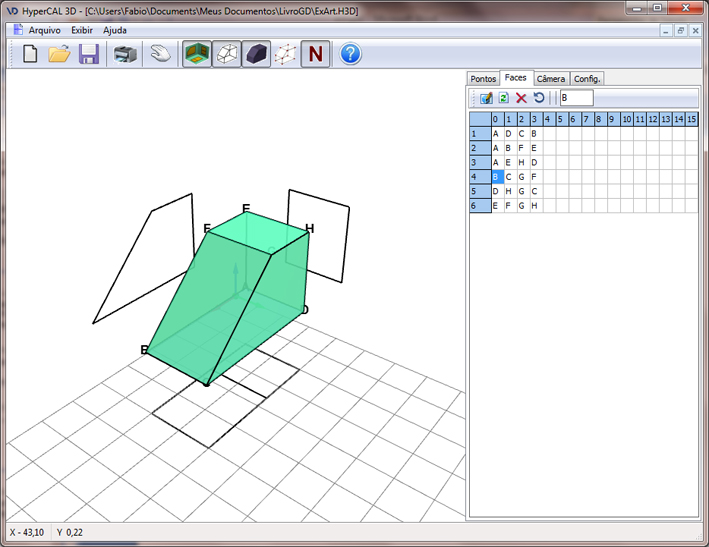 HyperCAL 3D - [C:\Users\Fabio\Documents\Meus Documentos\LivroGD\ExArt.H3D]
Arquivo Exibir Ajuda
N ?
Pontos Faces Câmera Config.
B
0 1 2 3 4 5 6 7 8 9 10 11 12 13 14 15
1 A D C B
2 A B F E
3 A E H D
4 B C G F
5 D H G C
6 E F G H
E
F
H
D
B
X - 43,10 Y 0,22